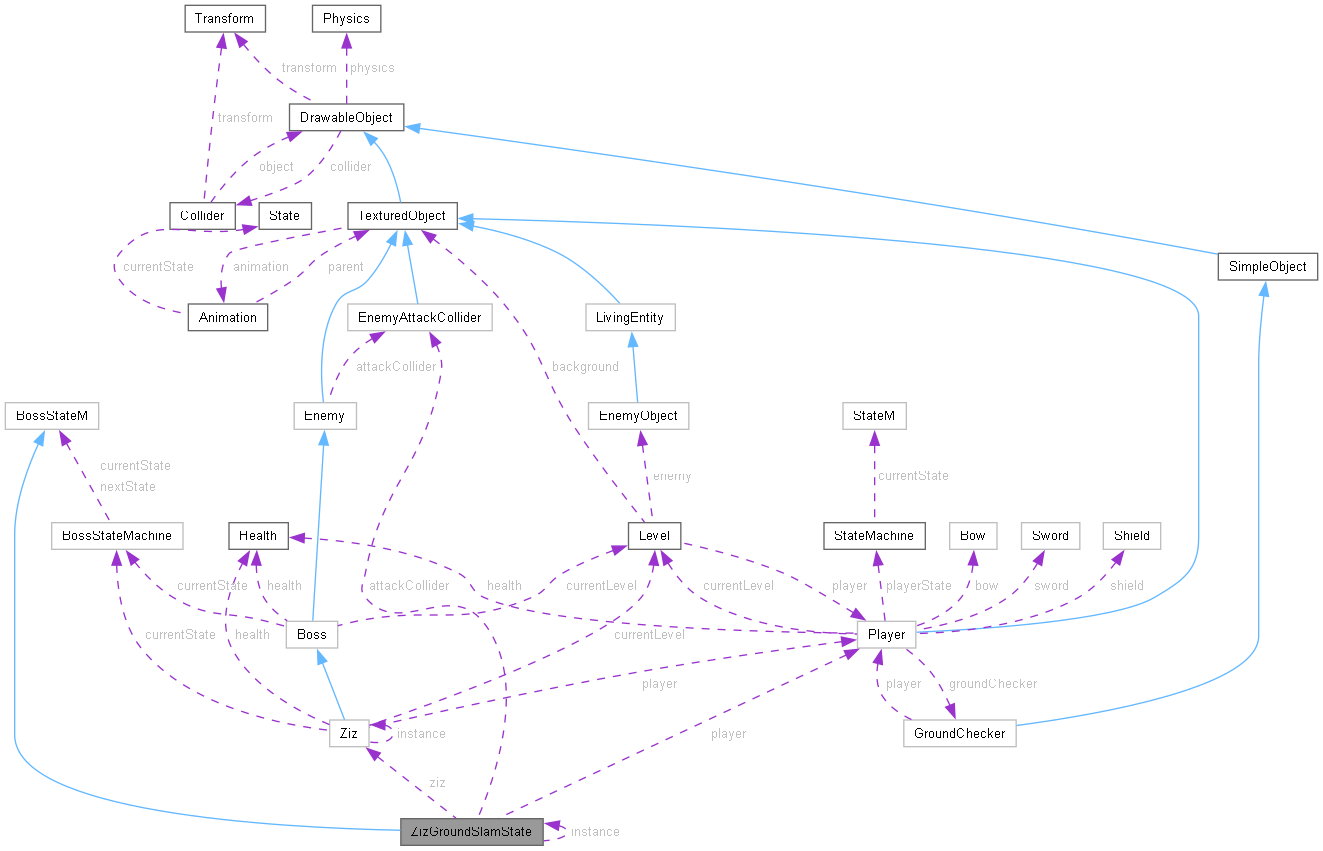 Transform
Physics
transform
physics
DrawableObject
transform
object
collider
Collider
State
TexturedObject
currentState
animation
parent
SimpleObject
Animation
EnemyAttackCollider
LivingEntity
attackCollider
background
BossStateM
Enemy
EnemyObject
StateM
currentState
nextState
enemy
currentState
BossStateMachine
Health
Level
StateMachine
Bow
Sword
Shield
currentState
health
attackCollider
health
currentLevel
currentLevel
player
playerState
bow
sword
shield
currentState
health
Boss
currentLevel
Player
player
player
groundChecker
Ziz
instance
player
GroundChecker
ziz
ZizGroundSlamState
instance